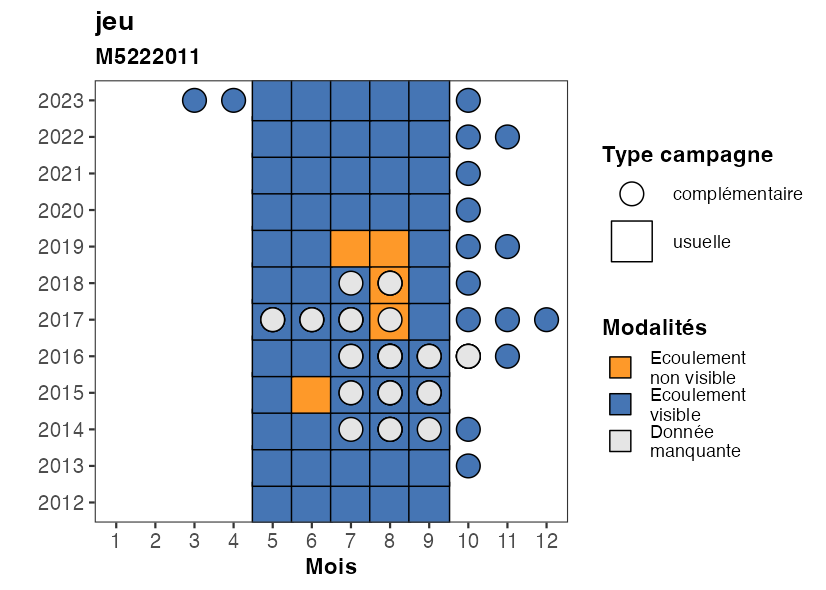 jeu
M5222011
2023
2022
2021
2020
2019
2018
2017
2016
2015
2014
2013
2012
1 2 3 4 5 6 7 8 9 10 11 12
Mois
Type campagne
complémentaire
usuelle
Modalités
Ecoulement
non visible
Ecoulement
visible
Donnée
manquante